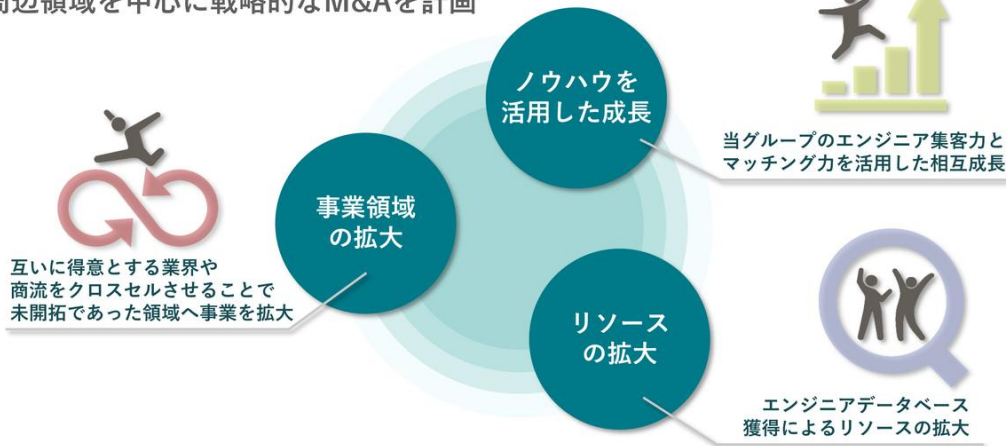 周辺領域を中心に戦略的なM&Aを計画
ノウハウを
活用した成長
当グループのエンジニア集客力と
マッチング力を活用した相互成長
事業領域
の拡大
互いに得意とする業界や
商流をクロスセルさせることで
未開拓であった領域へ事業を拡大
リソース
の拡大
エンジニアデータベース
獲得によるリソースの拡大